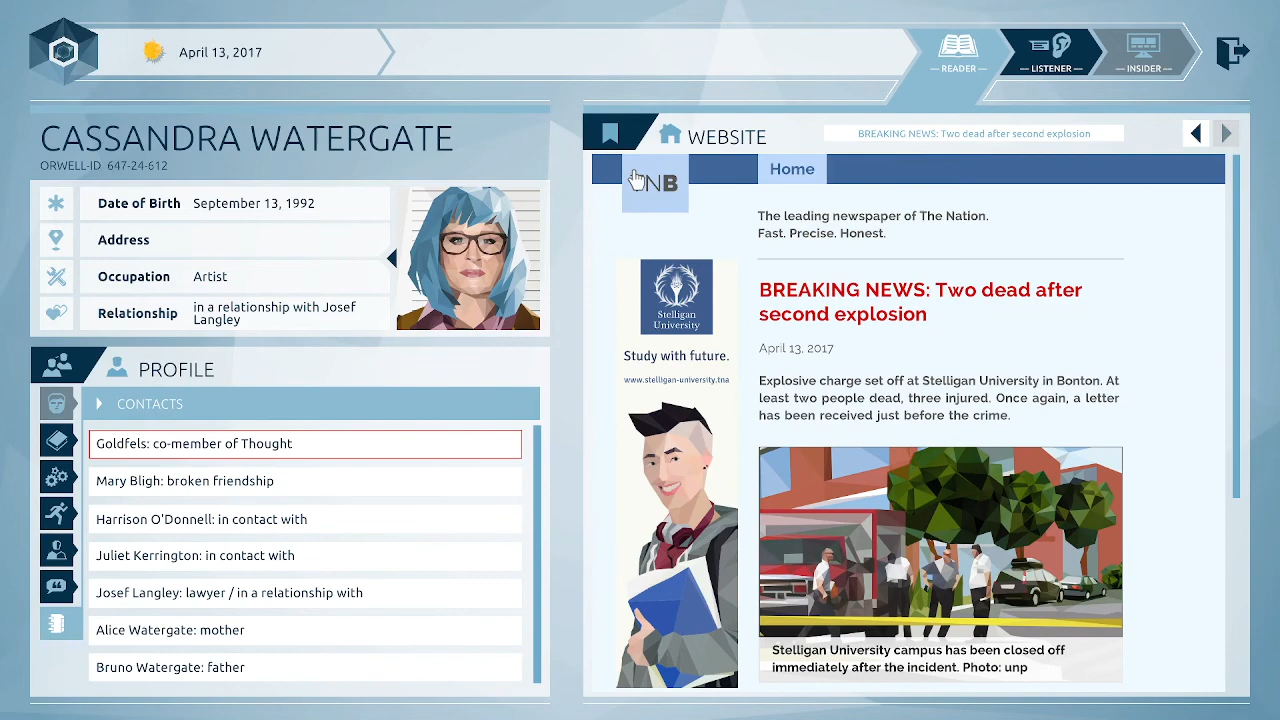 April 13, 2017
— READER —
— LISTENER —
— INSIDER —
CASSANDRA WATERGATE
ORWELL-ID 647-24-612
Date of Birth September 13, 1992
Address
Occupation Artist
Relationship in a relationship with Josef
Langley
PROFILE
CONTACTS
Goldfels: co-member of Thought
Mary Bligh: broken friendship
Harrison O'Donnell: in contact with
Juliet Kerrington: in contact with
Josef Langley: lawyer / in a relationship with
Alice Watergate: mother
Bruno Watergate: father
WEBSITE
BREAKING NEWS: Two dead after second explosion
Home
The leading newspaper of The Nation.
Fast. Precise. Honest.
Stelligan
University
Study with future.
www.stelligan-university.tna
BREAKING NEWS: Two dead after
second explosion
April 13, 2017
Explosive charge set off at Stelligan University in Bonton. At
least two people dead, three injured. Once again, a letter
has been received just before the crime.
Stelligan University campus has been closed off
immediately after the incident. Photo: unp